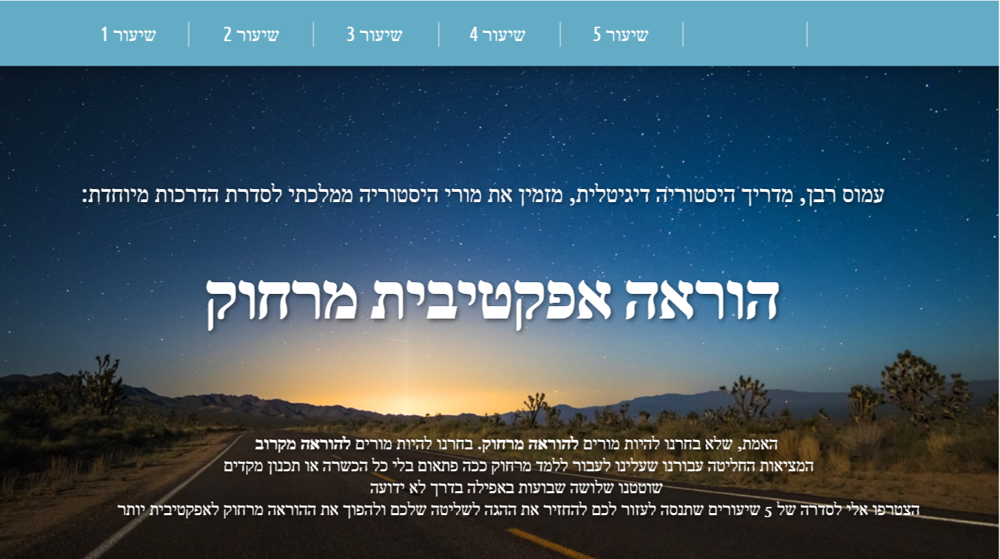 שיעור 1
שיעור 2
שיעור 3
שיעור 4
שיעור 5
עמוס רבן, מדריך היסטוריה דיגיטלית, מזמין את מורי היסטוריה ממלכתי לסדרת הדרכות מיוחדת:
הוראה אפקטיבית מרחוק
האמת, שלא בחרנו להיות מורים להוראה מרחוק. בחרנו להיות מורים להוראה מקרוב
המציאות החליטה עבורנו שעלינו לעבור ללמד מרחוק ככה פתאום בלי כל הכשרה או תכנון מקדים
שוטטנו שלושה שבועות באפילה בדרך לא ידועה
הצטרפו אלי לסדרה של 5 שיעורים שתנסה לעזור לכם להחזיר את ההגה לשליטה שלכם ולהפוך את ההוראה מרחוק לאפקטיבית יותר